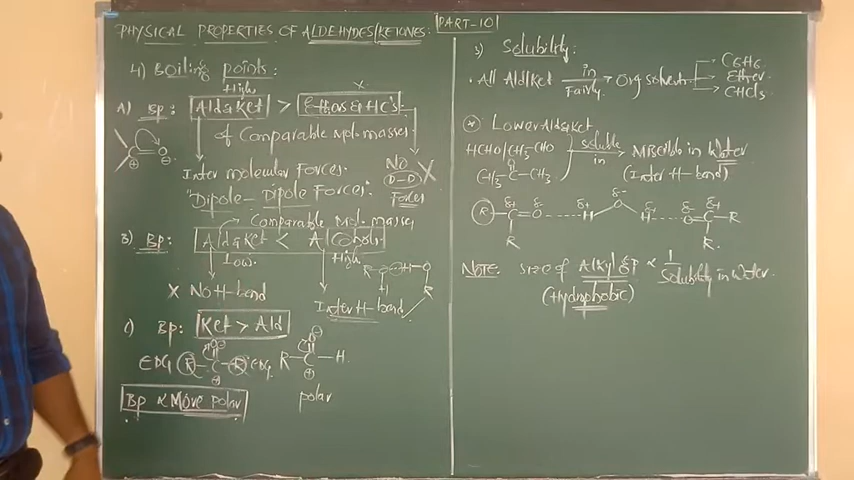 PHYSICAL PROPERTIES OF ALDEHYDES/KETONES:
PART-10
4) Boiling points:
High
x
A) BP: Ald&Ket > Ethers & HC's
of Comparable Mol. masses
Inter molecular Forces.
"Dipole-Dipole Forces".
C=O
⊕ ⊖
No X
D-D
Forces
Comparable Mol. masses
B) BP: Ald&Ket < Alcohols
Low.
High
X No H-bond
Inter H-bond
R O H O
H R
C) BP: Ket > Ald
EDG R-C-R EDG
O ⊖
⊕
R-C-H
O ⊖
⊕
BP ∝ More polar
polar
5) Solubility
. All Ald/Ket in Fairly → Org solvents
C6H6
Ether
CHCl3
* Lower Ald&Ket
HCHO/CH3CHO
O
CH3-C-CH3
soluble in → in Water
(Inter H-bond)
δ+ δ- δ+ δ- δ+ δ- δ+
R-C=O ---- H O H ---- O=C-R
R R.
NOTE: size of Alkyl gp ∝ 1
Solubility in Water.
(Hydrophobic)